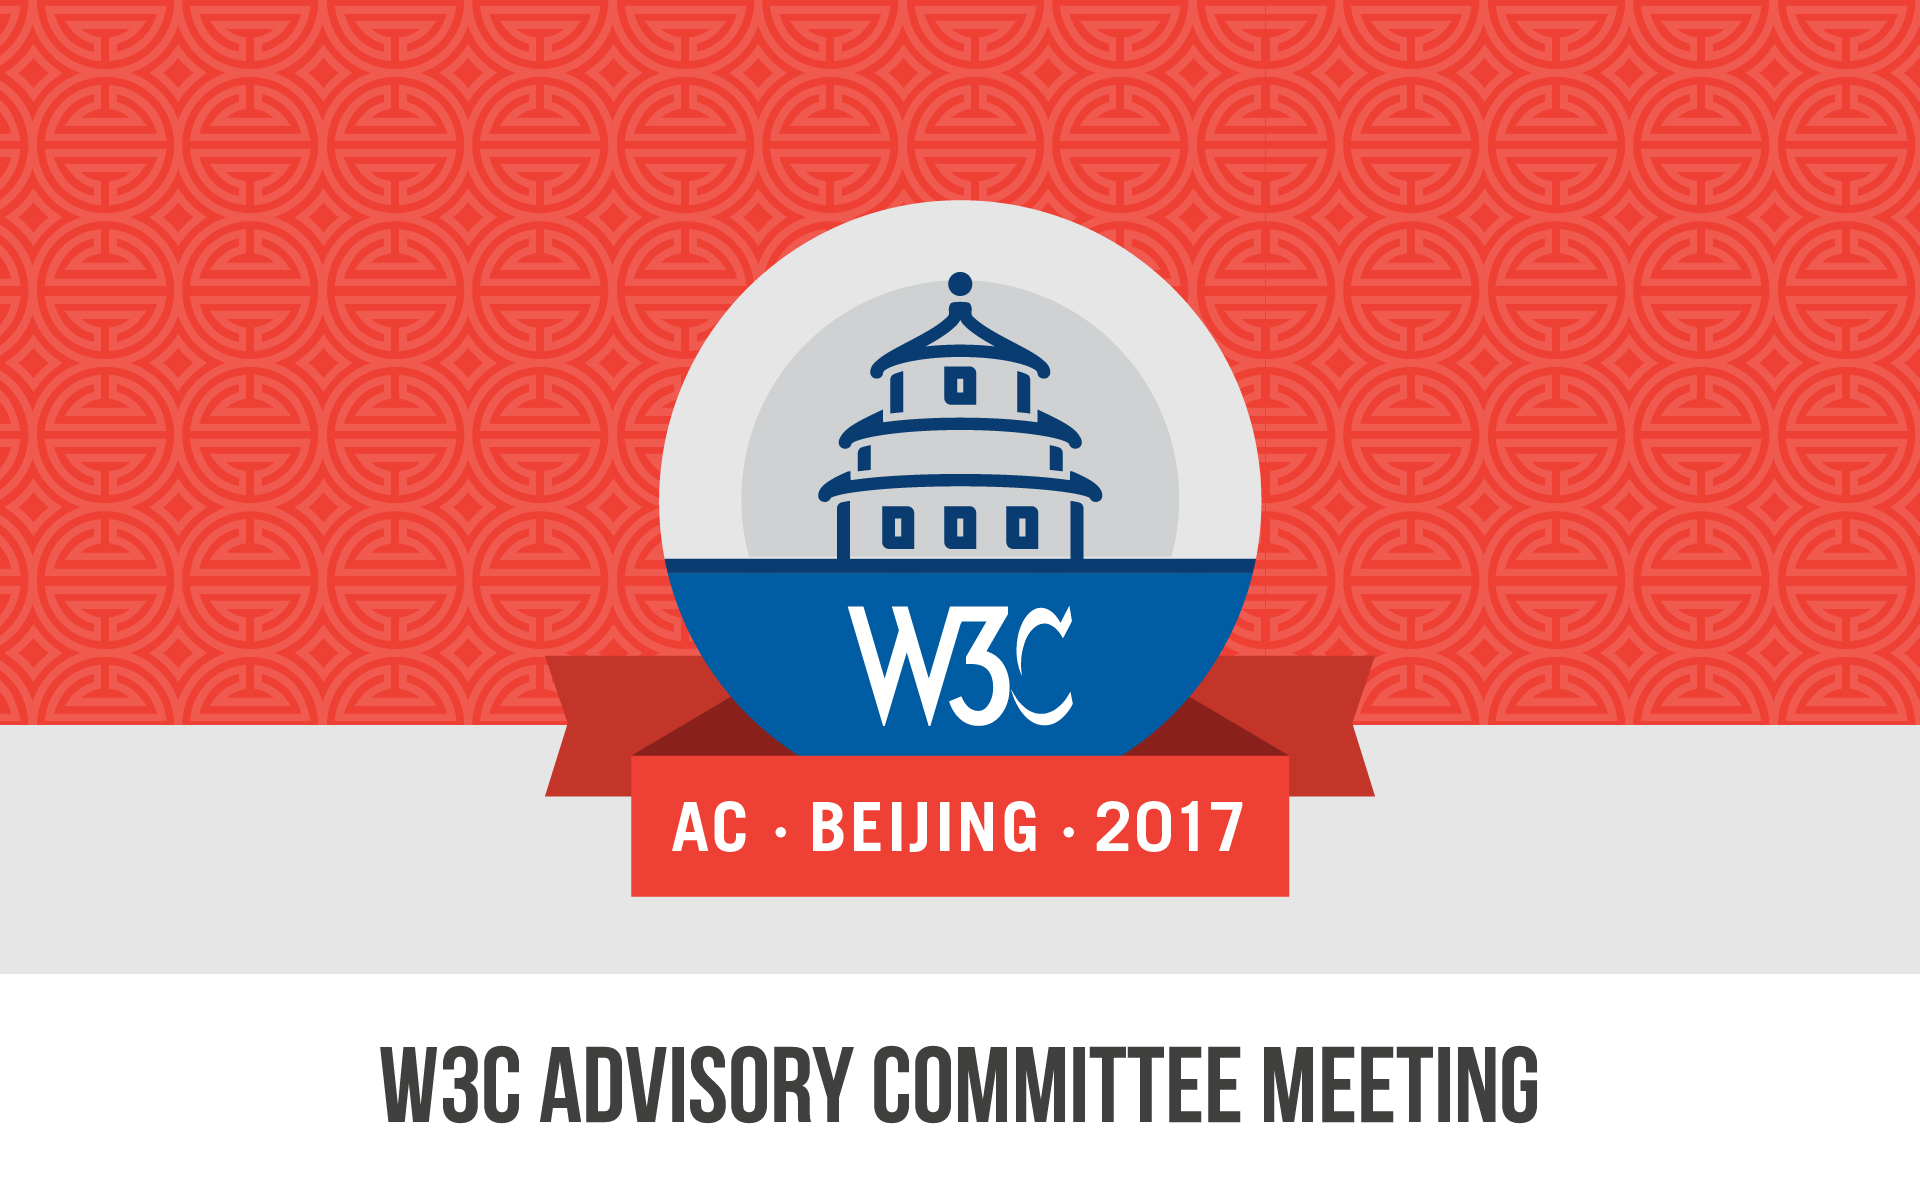 W3C
AC · BEIJING · 2017
W3C ADVISORY COMMITTEE MEETING